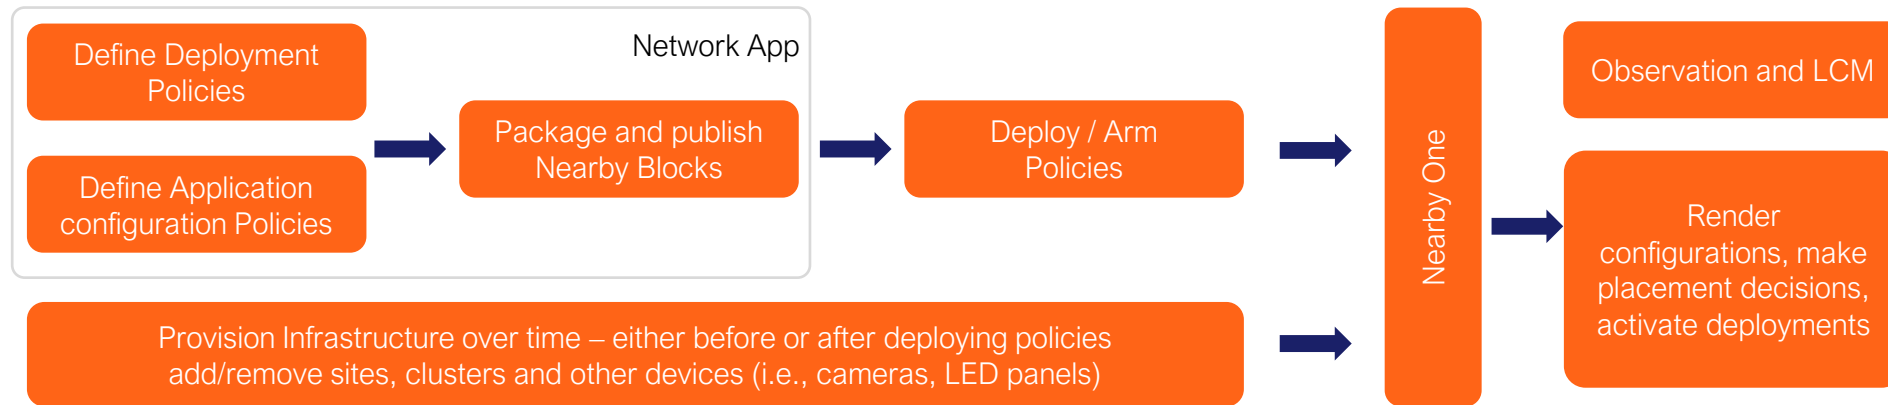 Network App
Define Deployment
Policies
Define Application
configuration Policies
Package and publish
Nearby Blocks
Deploy / Arm
Policies
Provision Infrastructure over time – either before or after deploying policies
add/remove sites, clusters and other devices (i.e., cameras, LED panels)
Nearby One
Observation and LCM
Render
configurations, make
placement decisions,
activate deployments